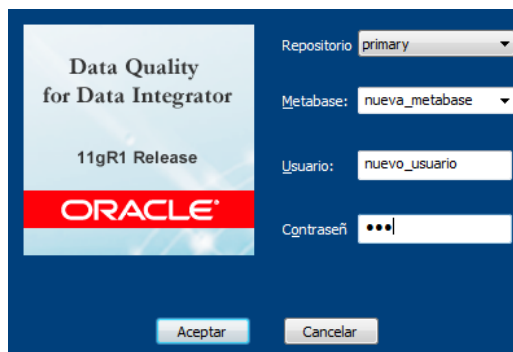 Data Quality
for Data Integrator
11gR1 Release
ORACLE
Repositorio primary
Metabase: nueva_metabase
Usuario: nuevo_usuario
Contraseñ •••
Aceptar Cancelar